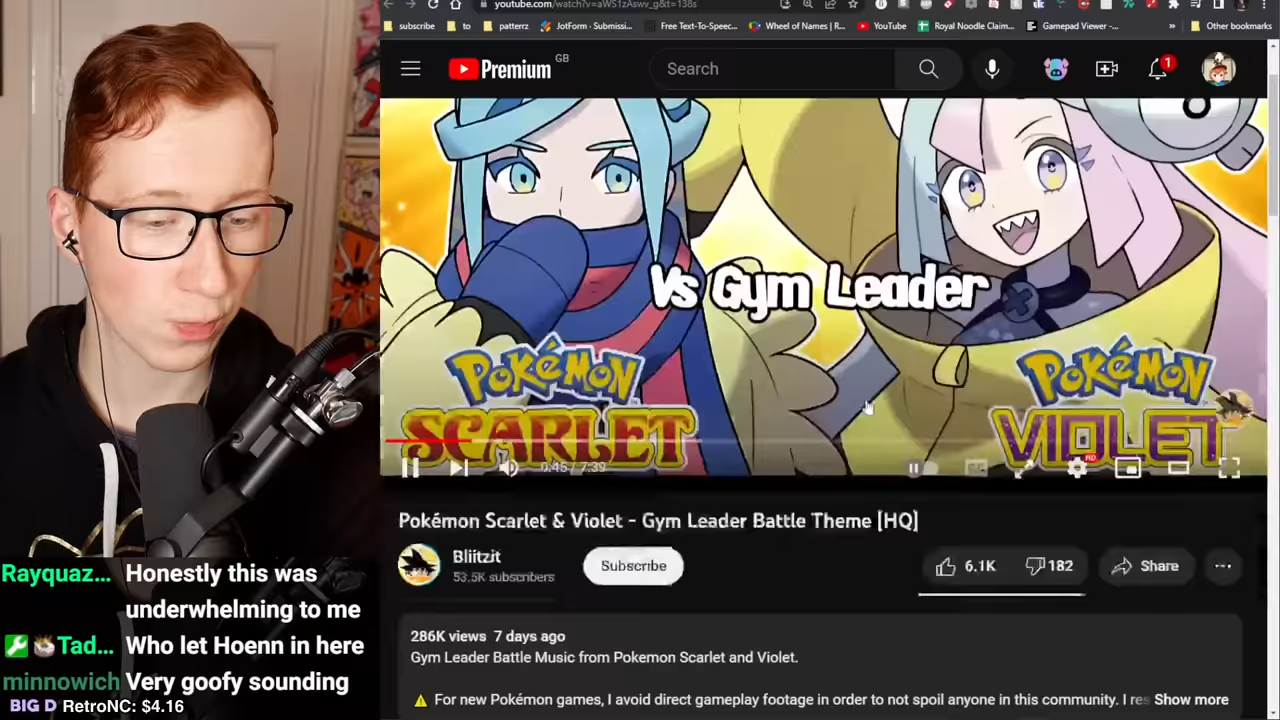 youtube.com/watch?v=aWS1zAswv_g&t=138s
subscribe
to
patterrz
JotForm - Submissi...
Free Text-To-Speec...
Wheel of Names | R...
YouTube
Royal Noodle Claim...
Gamepad Viewer -...
»
Other bookmarks
Premium GB
Search
1
Vs Gym Leader
POKéMON
SCARLET
POKéMON
VIOLET
0:45 / 7:39
HD
Pokémon Scarlet & Violet - Gym Leader Battle Theme [HQ]
Bliitzit
53.5K subscribers
Subscribe
6.1K
182
Share
...
286K views 7 days ago
Gym Leader Battle Music from Pokemon Scarlet and Violet.
For new Pokémon games, I avoid direct gameplay footage in order to not spoil anyone in this community. I res Show more
Rayquaz... Honestly this was
underwhelming to me
Tad... Who let Hoenn in here
minnowich Very goofy sounding
BIG D RetroNC: $4.16